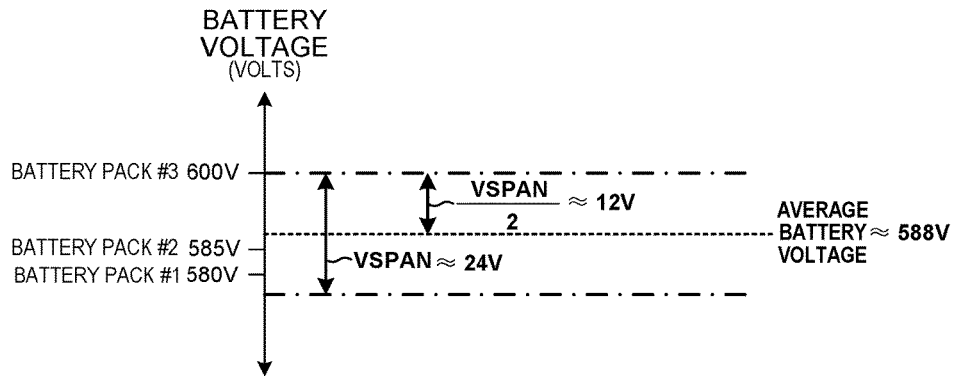 BATTERY
VOLTAGE
(VOLTS)
BATTERY PACK #3 600V
VSPAN
2
≈ 12V
AVERAGE
BATTERY ≈ 588V
VOLTAGE
BATTERY PACK #2 585V
VSPAN ≈ 24V
BATTERY PACK #1 580V